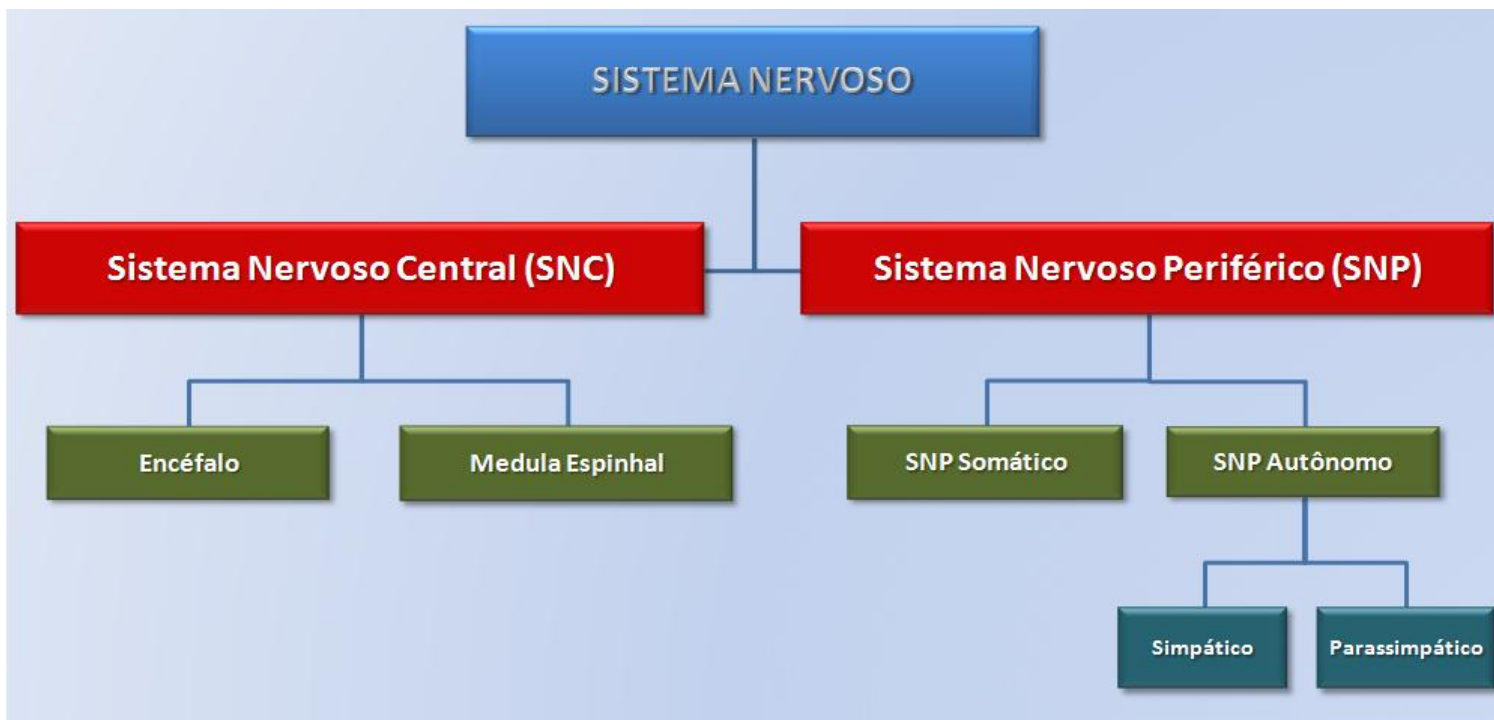 SISTEMA NERVOSO
Sistema Nervoso Central (SNC)
Sistema Nervoso Periférico (SNP)
Encéfalo
Medula Espinhal
SNP Somático
SNP Autônomo
Simpático
Parassimpático